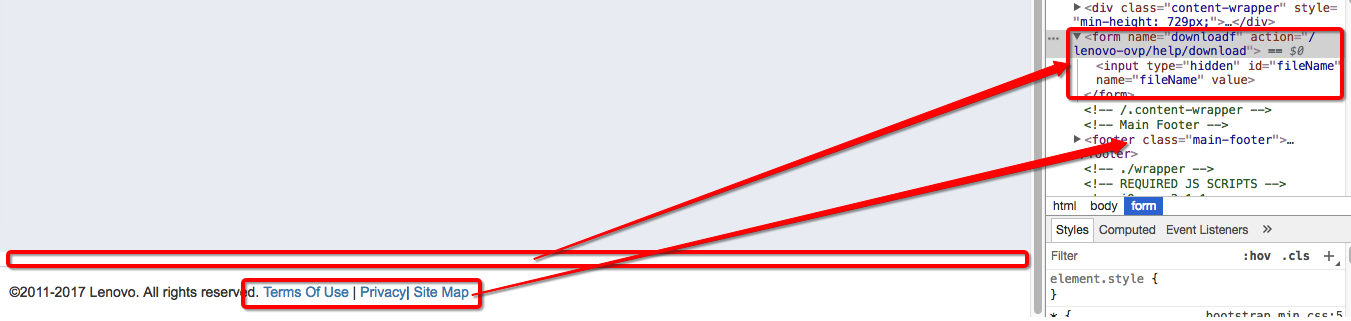 <div class="content-wrapper" style=
"min-height: 729px;">…</div>
<form name="downloadf" action="/
lenovo-ovp/help/download"> == $0
<input type="hidden" id="fileName"
name="fileName" value>
</form>
<!-- /.content-wrapper -->
<!-- Main Footer -->
<footer class="main-footer">…
</footer>
<!-- ./wrapper -->
<!-- REQUIRED JS SCRIPTS -->
html body form
Styles Computed Event Listeners »
Filter :hov .cls +
element.style {
}
* { bootstrap.min.css:5
©2011-2017 Lenovo. All rights reserved. Terms Of Use | Privacy| Site Map